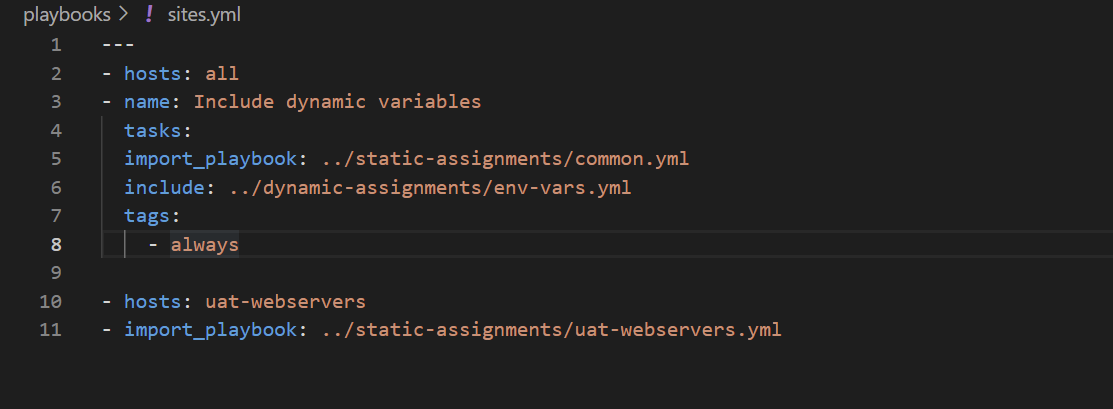 playbooks > ! sites.yml
1 ---
2 - hosts: all
3 - name: Include dynamic variables
4   tasks:
5   import_playbook: ../static-assignments/common.yml
6   include: ../dynamic-assignments/env-vars.yml
7   tags:
8     - always
9
10 - hosts: uat-webservers
11 - import_playbook: ../static-assignments/uat-webservers.yml